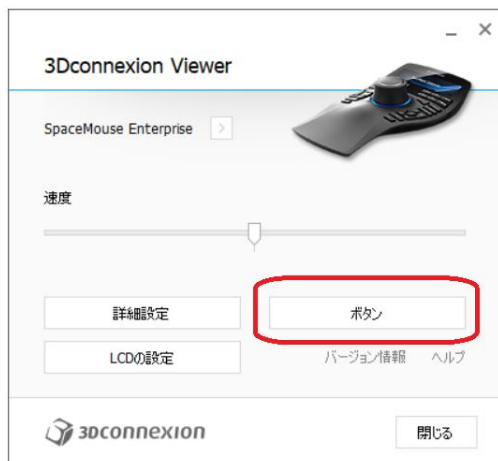 3Dconnexion Viewer
SpaceMouse Enterprise
速度
詳細設定
ボタン
LCDの設定
バージョン情報 ヘルプ
3Dconnexion
閉じる